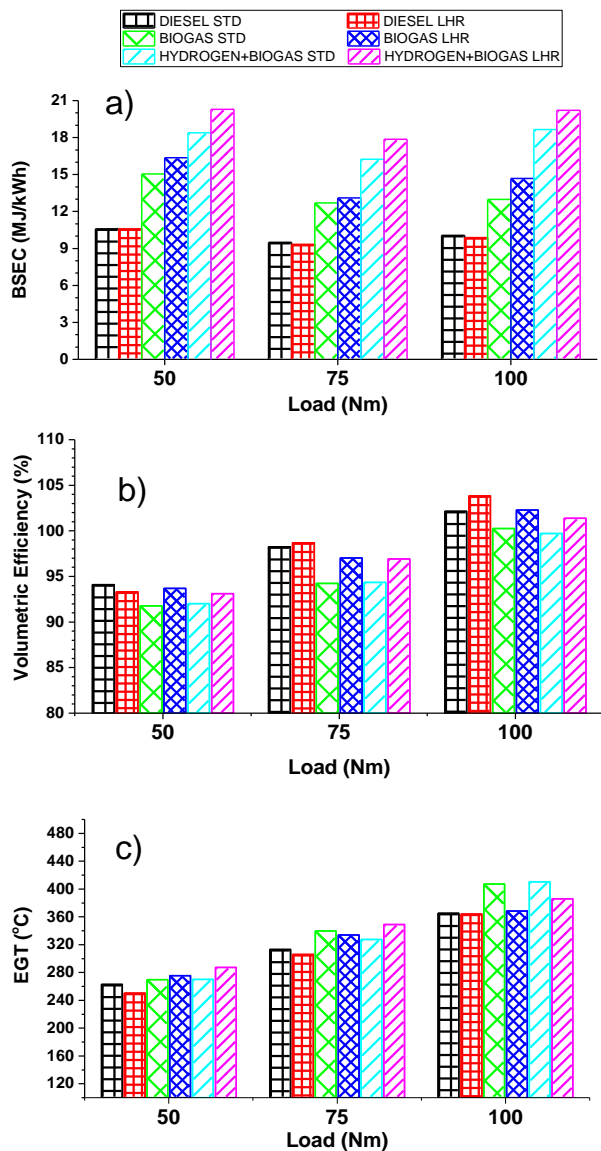 DIESEL STD DIESEL LHR
BIOGAS STD BIOGAS LHR
HYDROGEN+BIOGAS STD HYDROGEN+BIOGAS LHR
a)
21
18
15
12
9
6
3
0
BSEC (MJ/kWh)
50 75 100
Load (Nm)
b)
110
105
100
95
90
85
80
Volumetric Efficiency (%)
50 75 100
Load (Nm)
c)
480
440
400
360
320
280
240
200
160
120
EGT (°C)
50 75 100
Load (Nm)